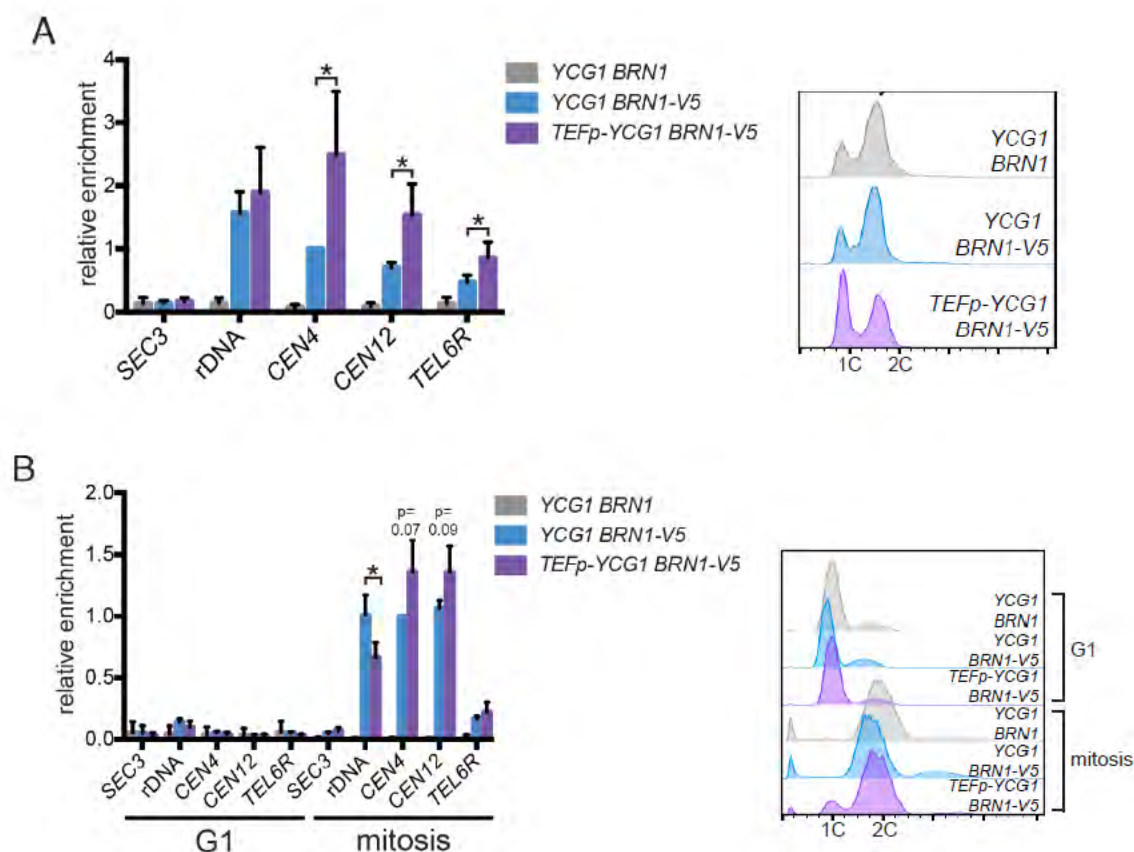 A
4
3
2
1
0
relative enrichment
*
*
*
SEC3
rDNA
CEN4
CEN12
TEL6R
YCG1 BRN1
YCG1 BRN1-V5
TEFp-YCG1 BRN1-V5
YCG1
BRN1
YCG1
BRN1-V5
TEFp-YCG1
BRN1-V5
1C
2C
B
2.0
1.5
1.0
0.5
0.0
relative enrichment
*
p=
0.07
p=
0.09
SEC3
rDNA
CEN4
CEN12
TEL6R
SEC3
rDNA
CEN4
CEN12
TEL6R
G1
mitosis
YCG1 BRN1
YCG1 BRN1-V5
TEFp-YCG1 BRN1-V5
YCG1
BRN1
YCG1
BRN1-V5
TEFp-YCG1
BRN1-V5
G1
YCG1
BRN1
YCG1
BRN1-V5
TEFp-YCG1
BRN1-V5
mitosis
1C
2C